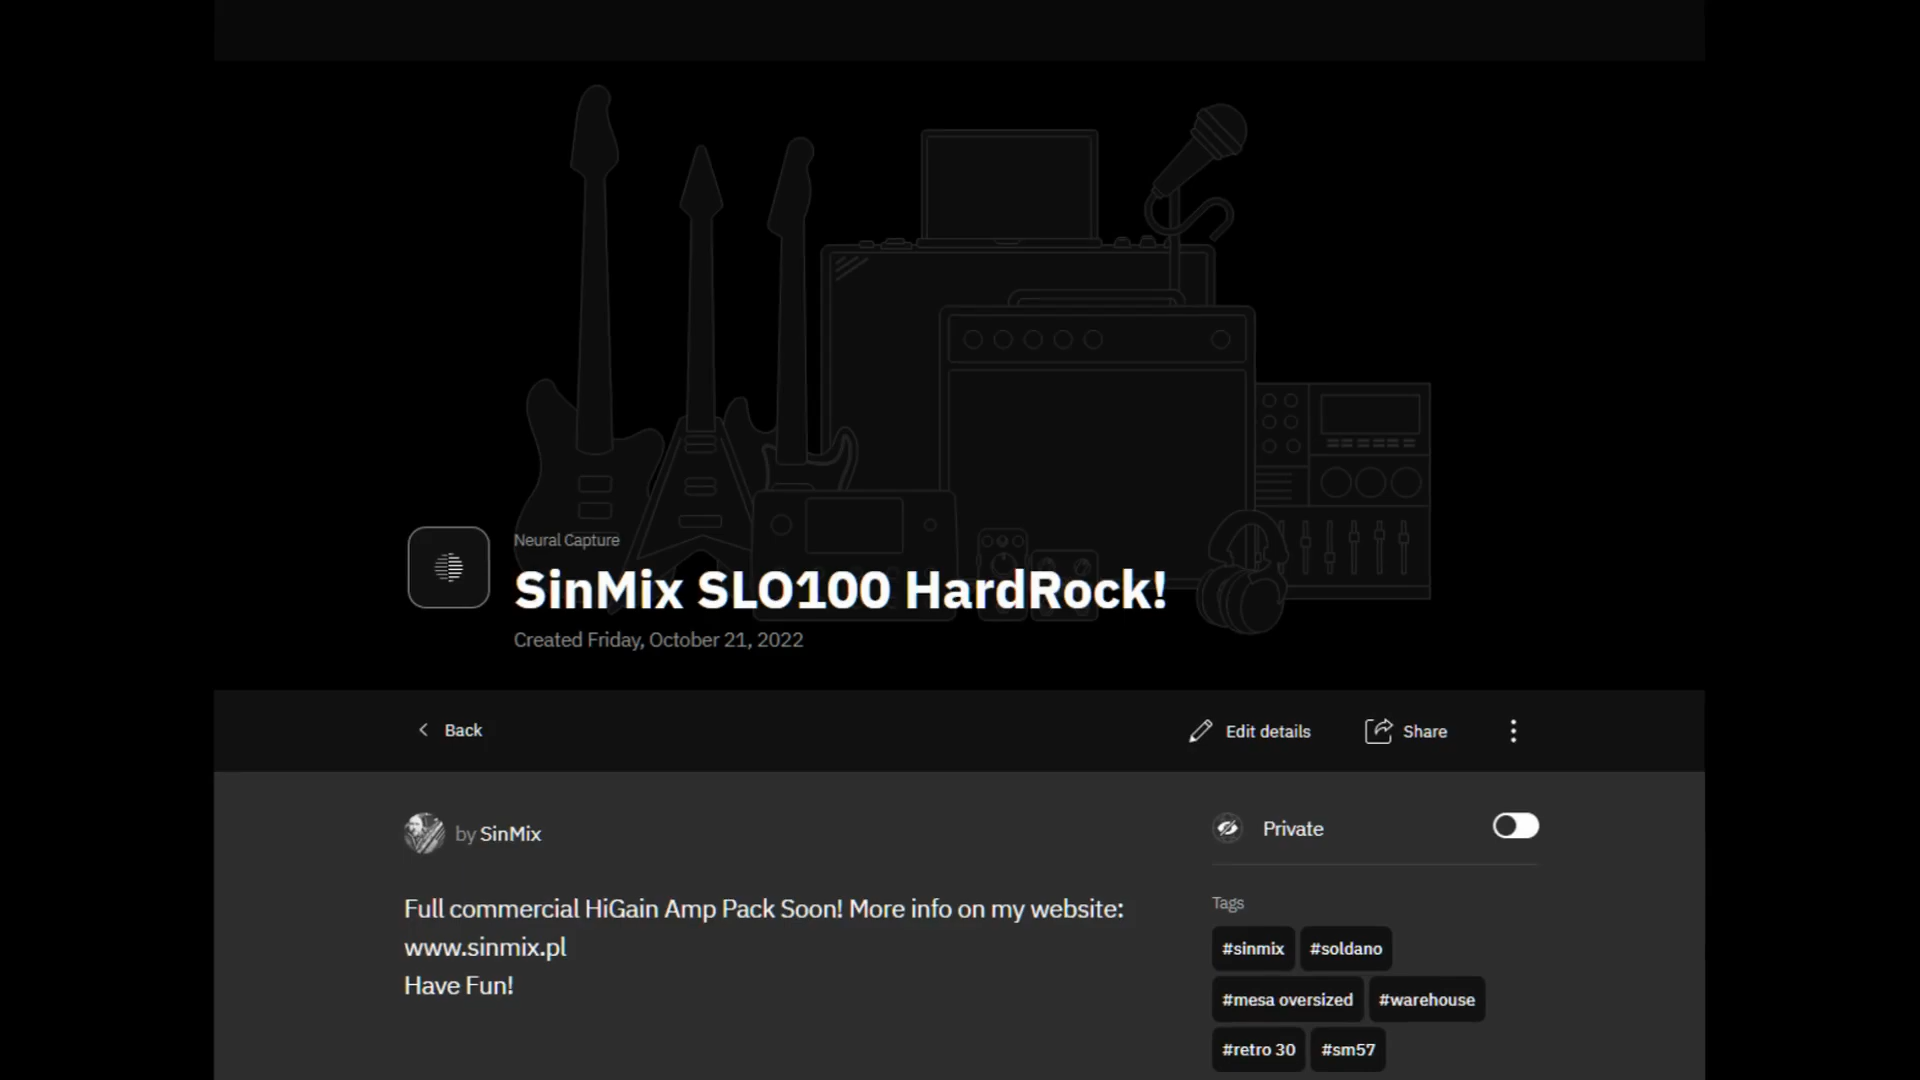 Neural Capture
SinMix SLO100 HardRock!
Created Friday, October 21, 2022
Back
Edit details
Share
by SinMix
Full commercial HiGain Amp Pack Soon! More info on my website:
www.sinmix.pl
Have Fun!
Private
Tags
#sinmix #soldano
#mesa oversized #warehouse
#retro 30 #sm57